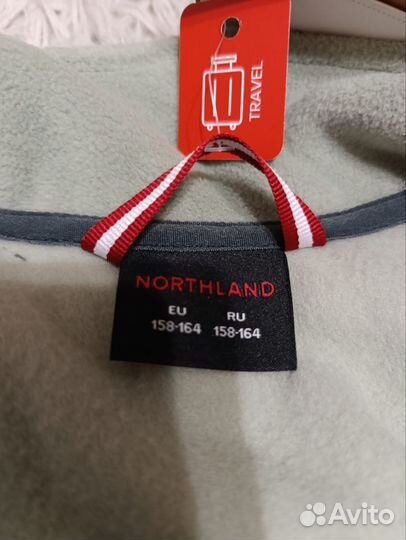 TRAVEL
NORTHLAND
EU RU
158-164 158-164
Avito